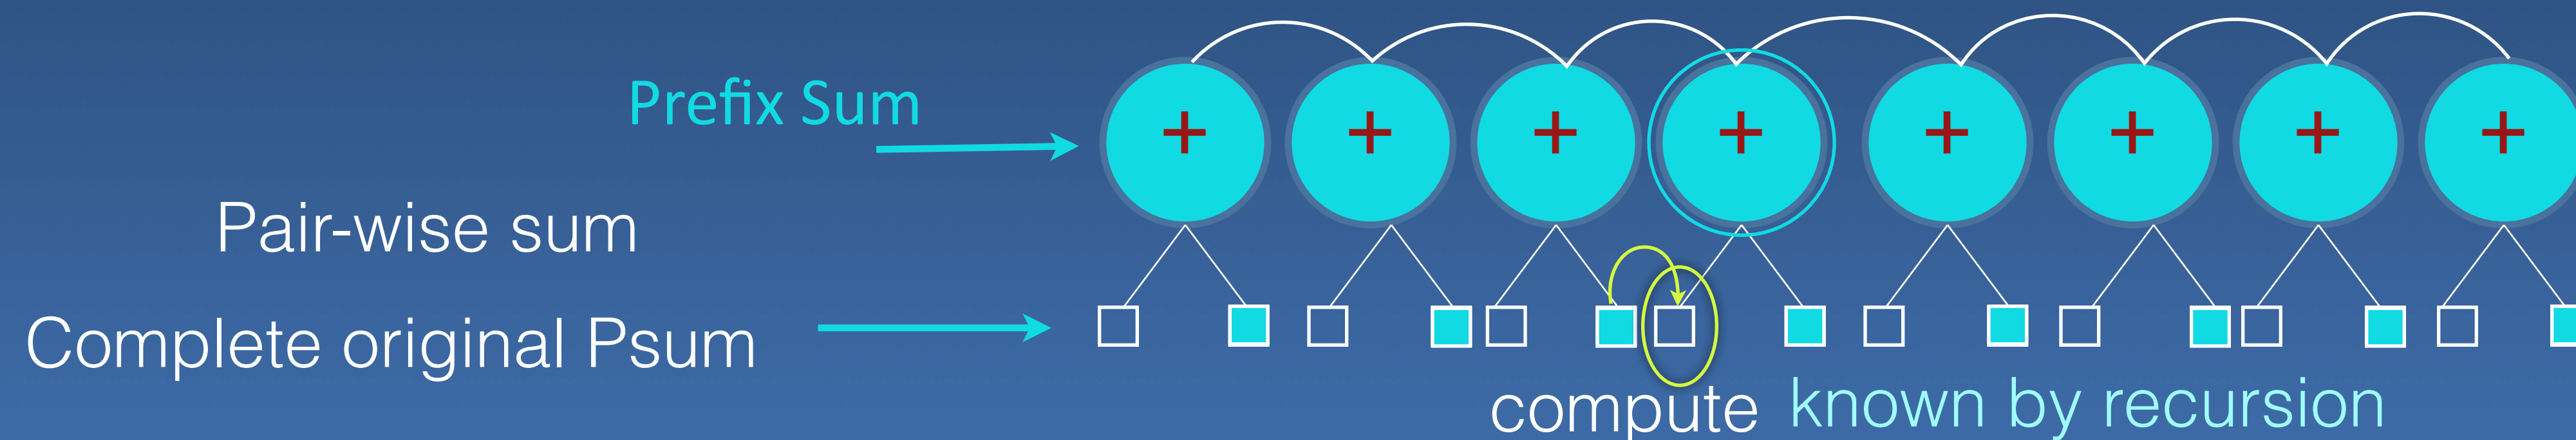 + + + + + + + +
Prefix Sum
Pair-wise sum
Complete original Psum
compute known by recursion